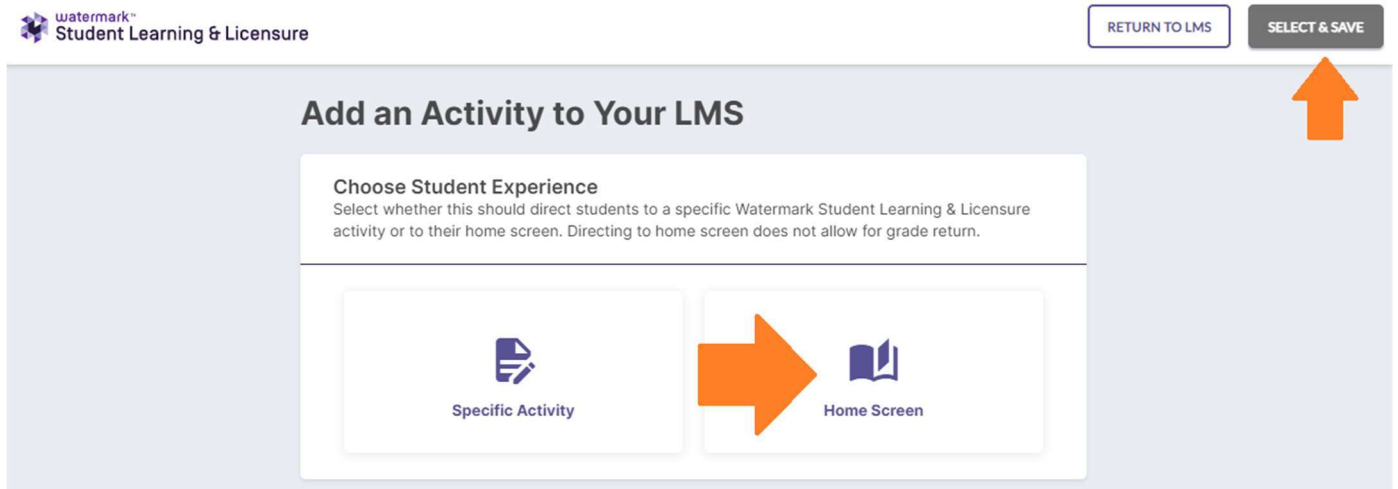 watermark™
Student Learning & Licensure
RETURN TO LMS
SELECT & SAVE
Add an Activity to Your LMS
Choose Student Experience
Select whether this should direct students to a specific Watermark Student Learning & Licensure
activity or to their home screen. Directing to home screen does not allow for grade return.
Specific Activity
Home Screen